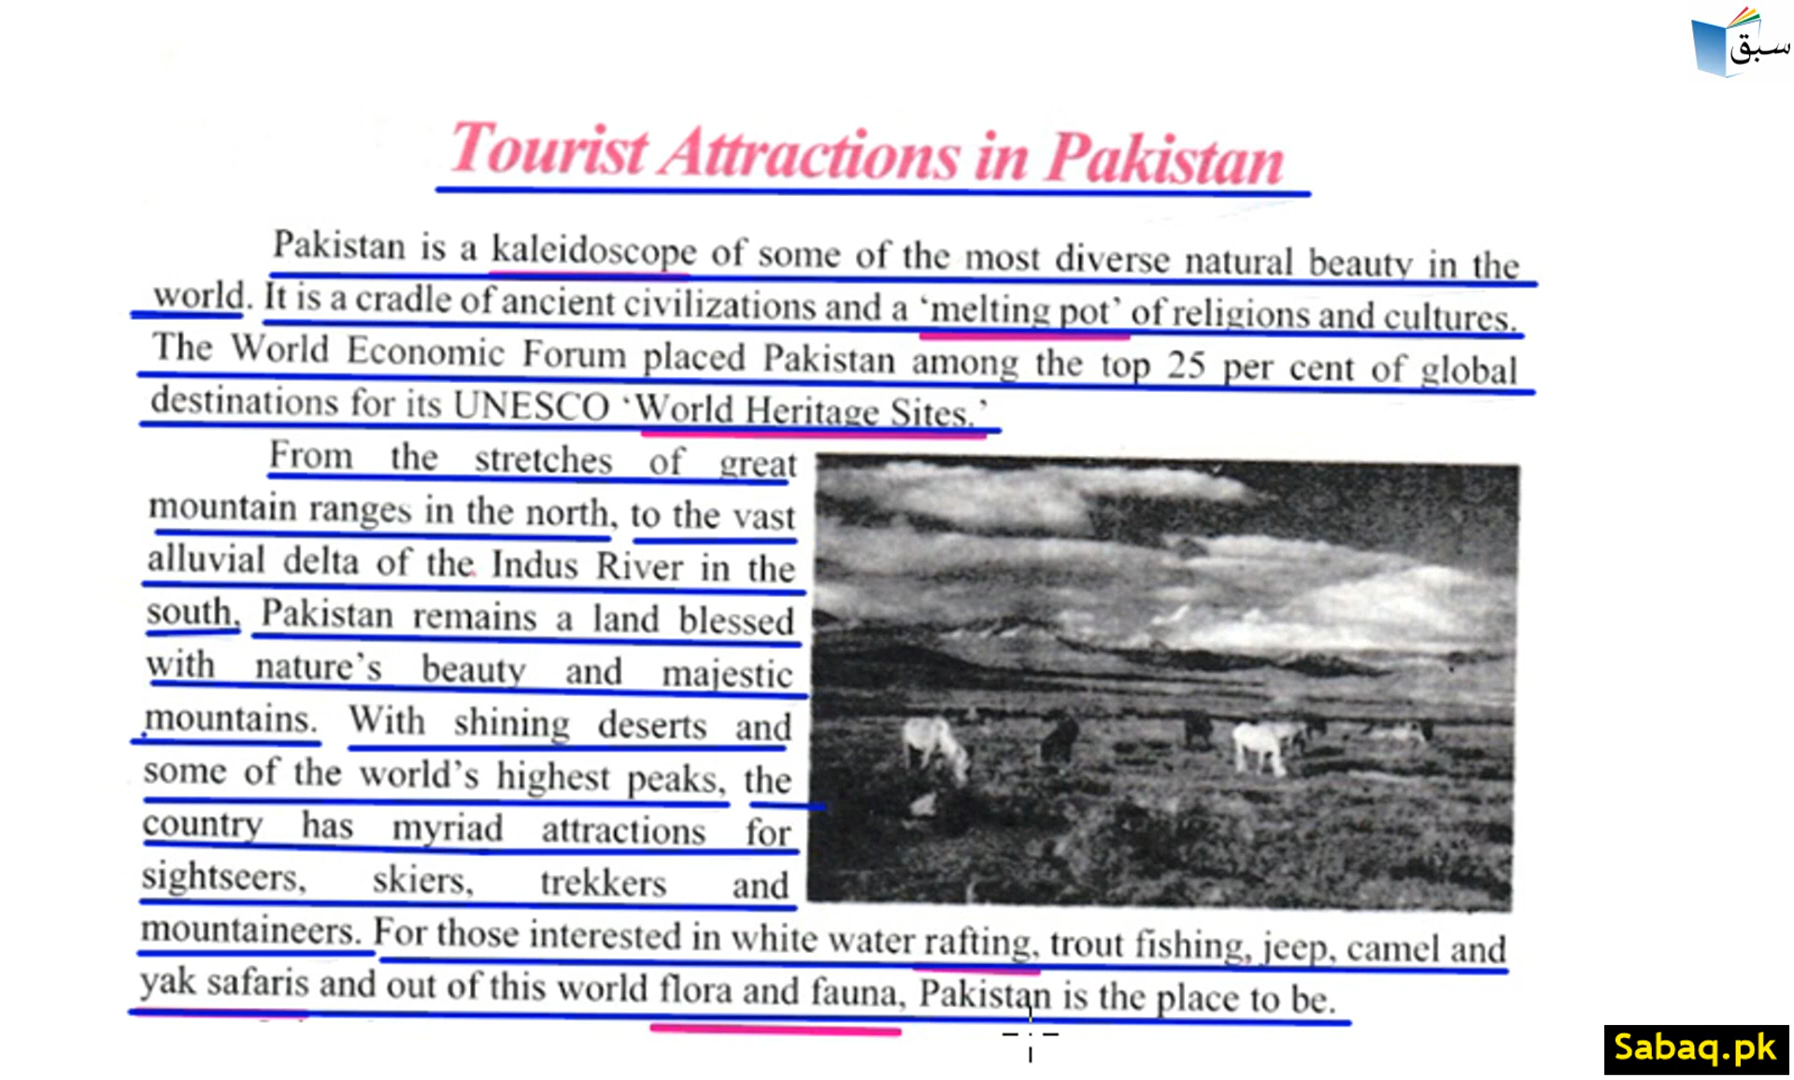 سبق
Tourist Attractions in Pakistan
Pakistan is a kaleidoscope of some of the most diverse natural beauty in the
world. It is a cradle of ancient civilizations and a ‘melting pot’ of religions and cultures.
The World Economic Forum placed Pakistan among the top 25 per cent of global
destinations for its UNESCO ‘World Heritage Sites.’
From the stretches of great
mountain ranges in the north, to the vast
alluvial delta of the Indus River in the
south, Pakistan remains a land blessed
with nature’s beauty and majestic
mountains. With shining deserts and
some of the world’s highest peaks, the
country has myriad attractions for
sightseers, skiers, trekkers and
mountaineers. For those interested in white water rafting, trout fishing, jeep, camel and
yak safaris and out of this world flora and fauna, Pakistan is the place to be.
Sabaq.pk